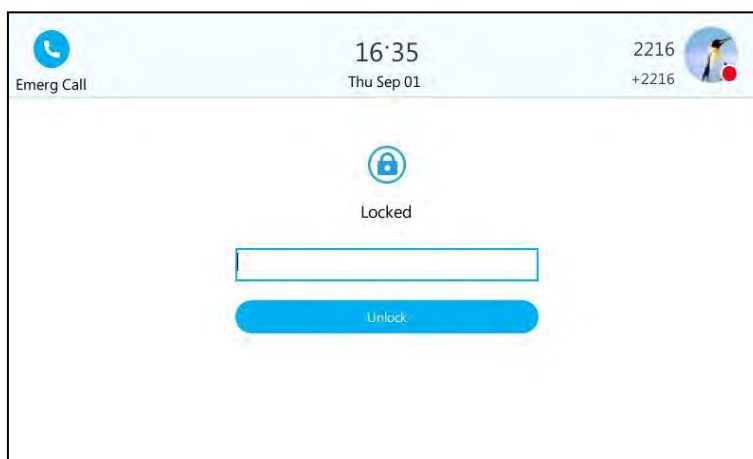 Emerg Call
16:35
Thu Sep 01
2216
+2216
Locked
Unlock